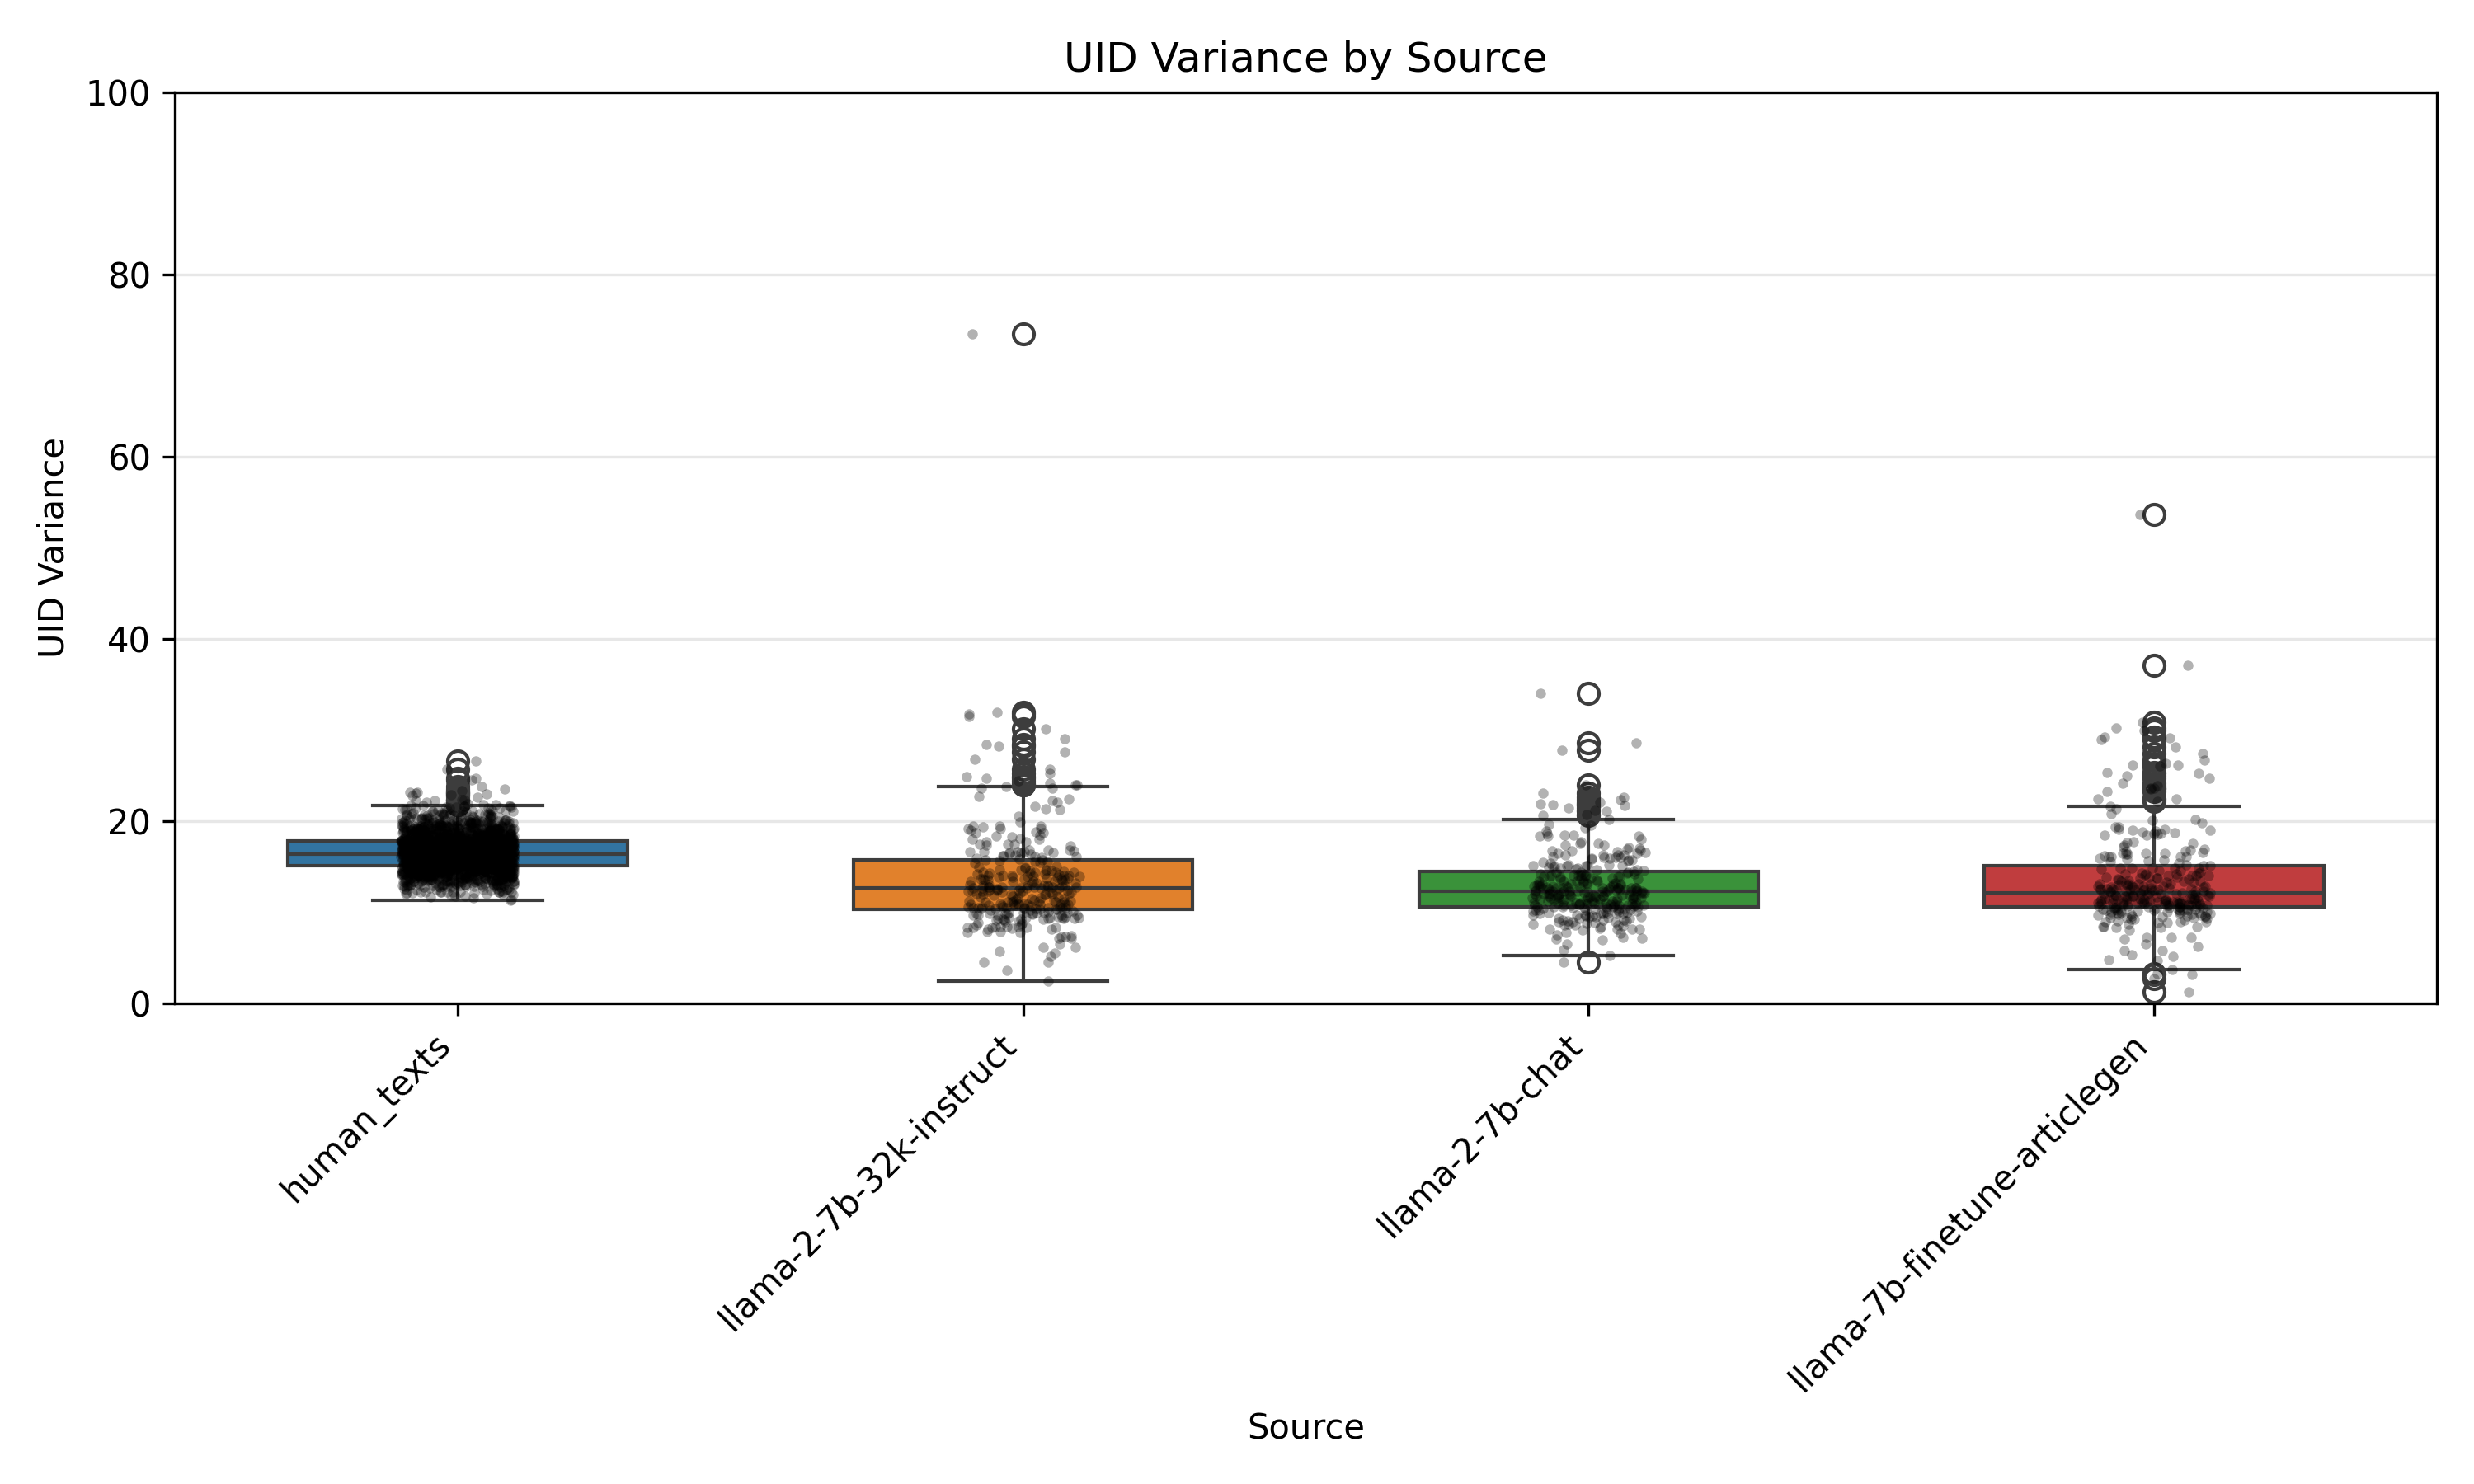 UID Variance by Source
UID Variance
100
80
60
40
20
0
human_texts
llama-2-7b-32k-instruct
llama-2-7b-chat
llama-7b-finetune-articlegen
Source